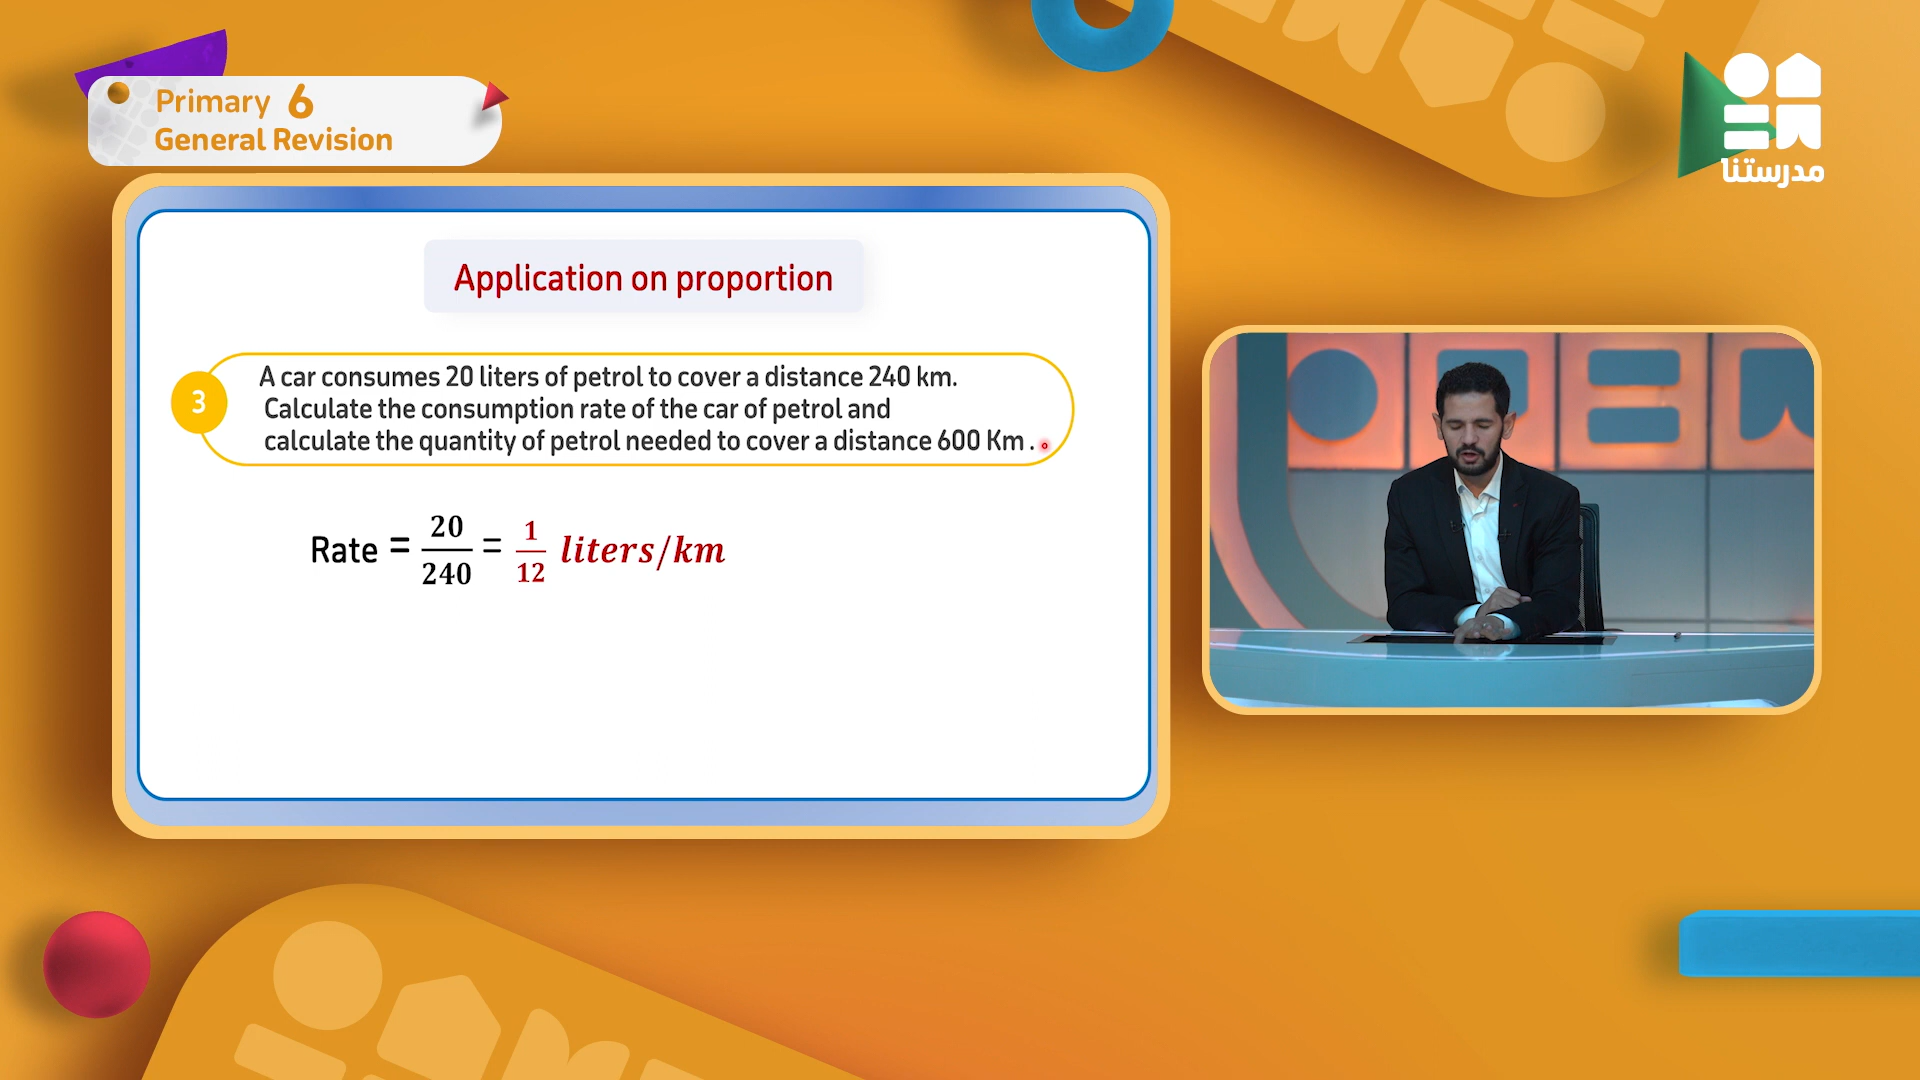 Primary 6
General Revision
مدرستنا
Application on proportion
3
A car consumes 20 liters of petrol to cover a distance 240 km.
Calculate the consumption rate of the car of petrol and
calculate the quantity of petrol needed to cover a distance 600 Km .
Rate = 20/240 = 1/12 liters/km